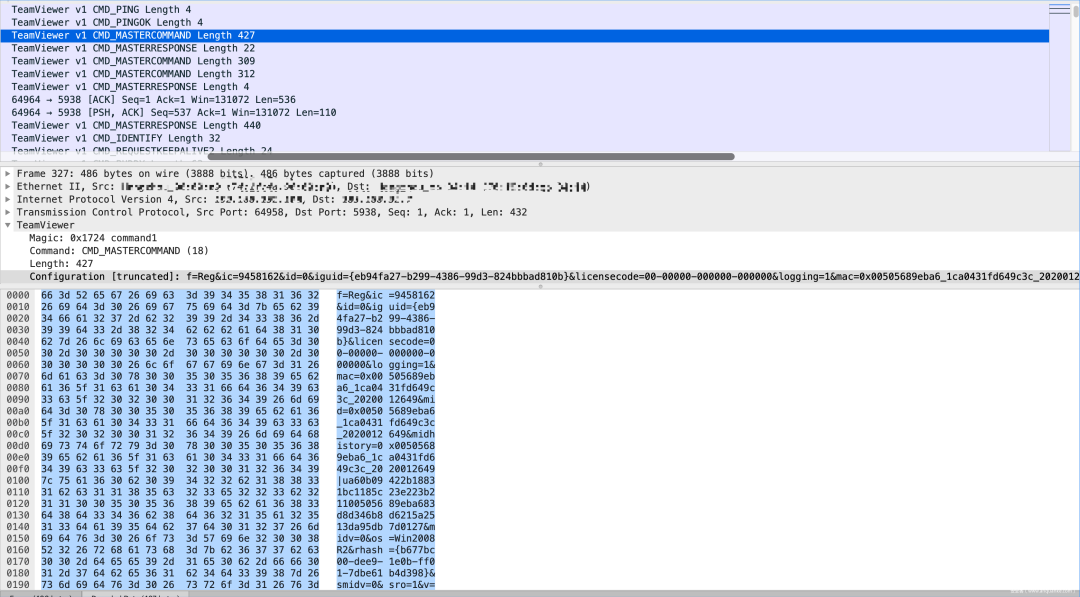 TeamViewer v1 CMD_PING Length 4
TeamViewer v1 CMD_PINGOK Length 4
TeamViewer v1 CMD_MASTERCOMMAND Length 427
TeamViewer v1 CMD_MASTERRESPONSE Length 22
TeamViewer v1 CMD_MASTERCOMMAND Length 309
TeamViewer v1 CMD_MASTERCOMMAND Length 312
TeamViewer v1 CMD_MASTERRESPONSE Length 4
64964 → 5938 [ACK] Seq=1 Ack=1 Win=131072 Len=536
64964 → 5938 [PSH, ACK] Seq=537 Ack=1 Win=131072 Len=110
TeamViewer v1 CMD_MASTERRESPONSE Length 440
TeamViewer v1 CMD_IDENTIFY Length 32
TeamViewer v1 CMD_REQUESTKEEPALIVE2 Length 24
Frame 327: 486 bytes on wire (3888 bits), 486 bytes captured (3888 bits)
Ethernet II, Src: Dst:
Internet Protocol Version 4, Src: Dst:
Transmission Control Protocol, Src Port: 64958, Dst Port: 5938, Seq: 1, Ack: 1, Len: 432
TeamViewer
Magic: 0x1724 command1
Command: CMD_MASTERCOMMAND (18)
Length: 427
Configuration [truncated]: f=Reg&ic=9458162&id=0&iguid={eb94fa27-b299-4386-99d3-824bbbad810b}&licensecode=00-00000-000000-000000&logging=1&mac=0x00505689eba6_1ca0431fd649c3c_2020012
0000 66 3d 52 65 67 26 69 63 3d 39 34 35 38 31 36 32 f=Reg&ic =9458162
0010 26 69 64 3d 30 26 69 67 75 69 64 3d 7b 65 62 39 &id=0&ig uid={eb9
0020 34 66 61 32 37 2d 62 32 39 39 2d 34 33 38 36 2d 4fa27-b2 99-4386-
0030 39 39 64 33 2d 38 32 34 62 62 62 61 64 38 31 30 99d3-824 bbbad810
0040 62 7d 26 6c 69 63 65 6e 73 65 63 6f 64 65 3d 30 b}&licen secode=0
0050 30 2d 30 30 30 30 30 2d 30 30 30 30 30 30 2d 30 0-00000- 000000-0
0060 30 30 30 30 30 26 6c 6f 67 67 69 6e 67 3d 31 26 00000&lo gging=1&
0070 6d 61 63 3d 30 78 30 30 35 30 35 36 38 39 65 62 mac=0x00 505689eb
0080 61 36 5f 31 63 61 30 34 33 31 66 64 36 34 39 63 a6_1ca04 31fd649c
0090 33 63 5f 32 30 32 30 30 31 32 36 34 39 26 6d 69 3c_20200 12649&mi
00a0 64 3d 30 78 30 30 35 30 35 36 38 39 65 62 61 36 d=0x0050 5689eba6
00b0 5f 31 63 61 30 34 33 31 66 64 36 34 39 63 33 63 _1ca0431 fd649c3c
00c0 5f 32 30 32 30 30 31 32 36 34 39 26 6d 69 64 68 _2020012 649&midh
00d0 69 73 74 6f 72 79 3d 30 78 30 30 35 30 35 36 38 istory=0 x0050568
00e0 39 65 62 61 36 5f 31 63 61 30 34 33 31 66 64 36 9eba6_1c a0431fd6
00f0 34 39 63 33 63 5f 32 30 32 30 30 31 32 36 34 39 49c3c_20 20012649
0100 7c 75 61 36 30 62 30 39 34 32 32 62 31 38 38 33 |ua60b09 422b1883
0110 31 62 63 31 31 38 35 63 32 33 65 32 32 33 62 32 1bc1185c 23e223b2
0120 31 31 30 30 35 30 35 36 38 39 65 62 61 36 38 33 11005056 89eba683
0130 64 38 64 33 34 36 62 38 64 36 32 31 35 61 32 35 d8d346b8 d6215a25
0140 31 33 64 61 39 35 64 62 37 64 30 31 32 37 26 6d 13da95db 7d0127&m
0150 69 64 76 3d 30 26 6f 73 3d 57 69 6e 32 30 30 38 idv=0&os =Win2008
0160 52 32 26 72 68 61 73 68 3d 7b 62 36 37 37 62 63 R2&rhash ={b677bc
0170 30 30 2d 64 65 65 39 2d 31 65 30 62 2d 66 66 30 00-dee9- 1e0b-ff0
0180 31 2d 37 64 62 65 36 31 62 34 64 33 39 38 7d 26 1-7dbe61 b4d398}&
0190 73 6d 69 64 76 3d 30 26 73 72 6f 3d 31 26 76 3d smidv=0& sro=1&v=